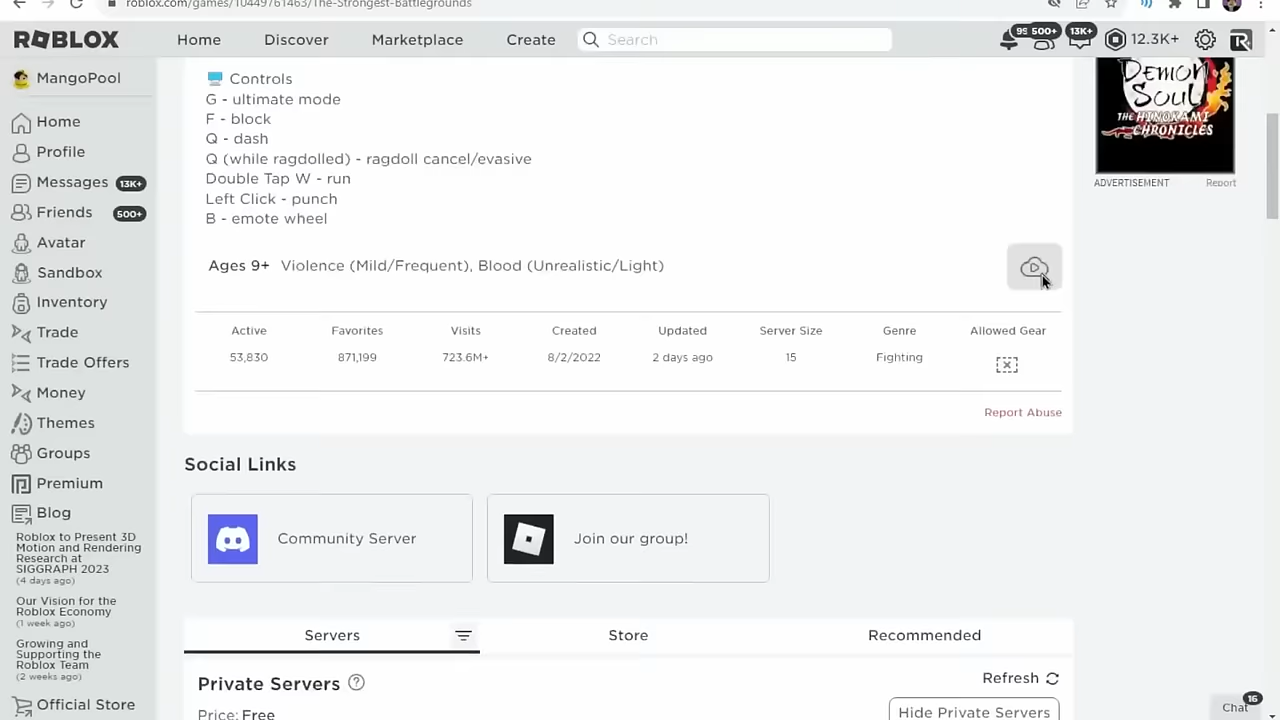 roblox.com/games/10449761463/The-Strongest-Battlegrounds
ROBLOX Home Discover Marketplace Create Search 99 500+ 13K+ 12.3K+
MangoPool
Home
Profile
Messages 13K+
Friends 500+
Avatar
Sandbox
Inventory
Trade
Trade Offers
Money
Themes
Groups
Premium
Blog
Roblox to Present 3D
Motion and Rendering
Research at
SIGGRAPH 2023
(4 days ago)
Our Vision for the
Roblox Economy
(1 week ago)
Growing and
Supporting the
Roblox Team
(2 weeks ago)
Official Store
Controls
G - ultimate mode
F - block
Q - dash
Q (while ragdolled) - ragdoll cancel/evasive
Double Tap W - run
Left Click - punch
B - emote wheel
Ages 9+ Violence (Mild/Frequent), Blood (Unrealistic/Light)
Active Favorites Visits Created Updated Server Size Genre Allowed Gear
53,830 871,199 723.6M+ 8/2/2022 2 days ago 15 Fighting
Report Abuse
Social Links
Community Server Join our group!
Servers Store Recommended
Private Servers Refresh
Price: Free Hide Private Servers
DEMON
SOUL
THE HINOKAMI
CHRONICLES
ADVERTISEMENT Report
Chat 16